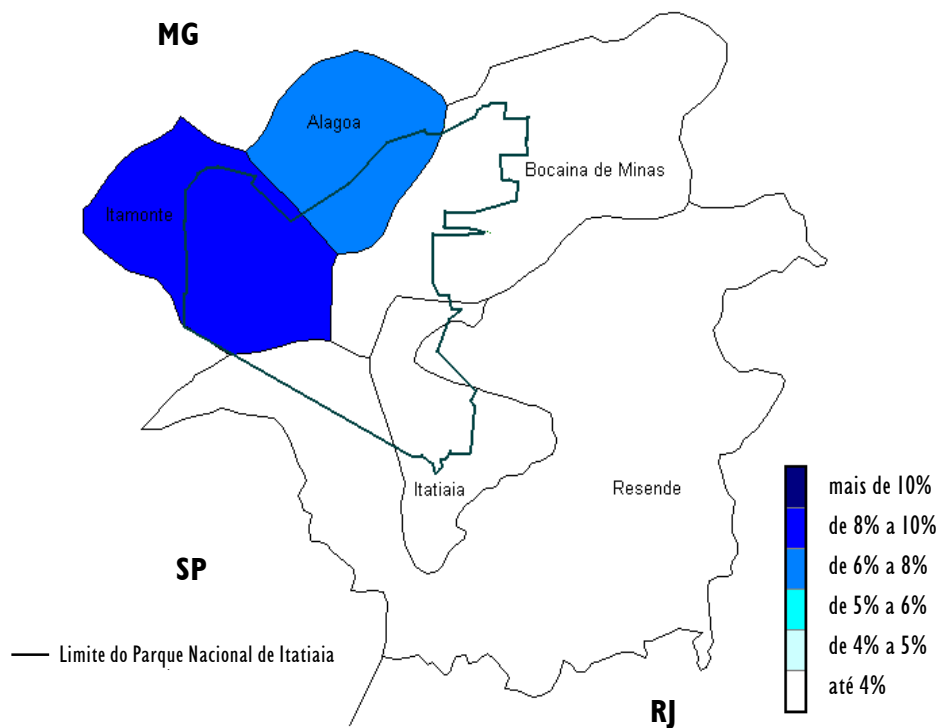 MG
Alagoa
Bocaina de Minas
Itamonte
Itatiaia
Resende
SP
RJ
Limite do Parque Nacional de Itatiaia
mais de 10%
de 8% a 10%
de 6% a 8%
de 5% a 6%
de 4% a 5%
até 4%